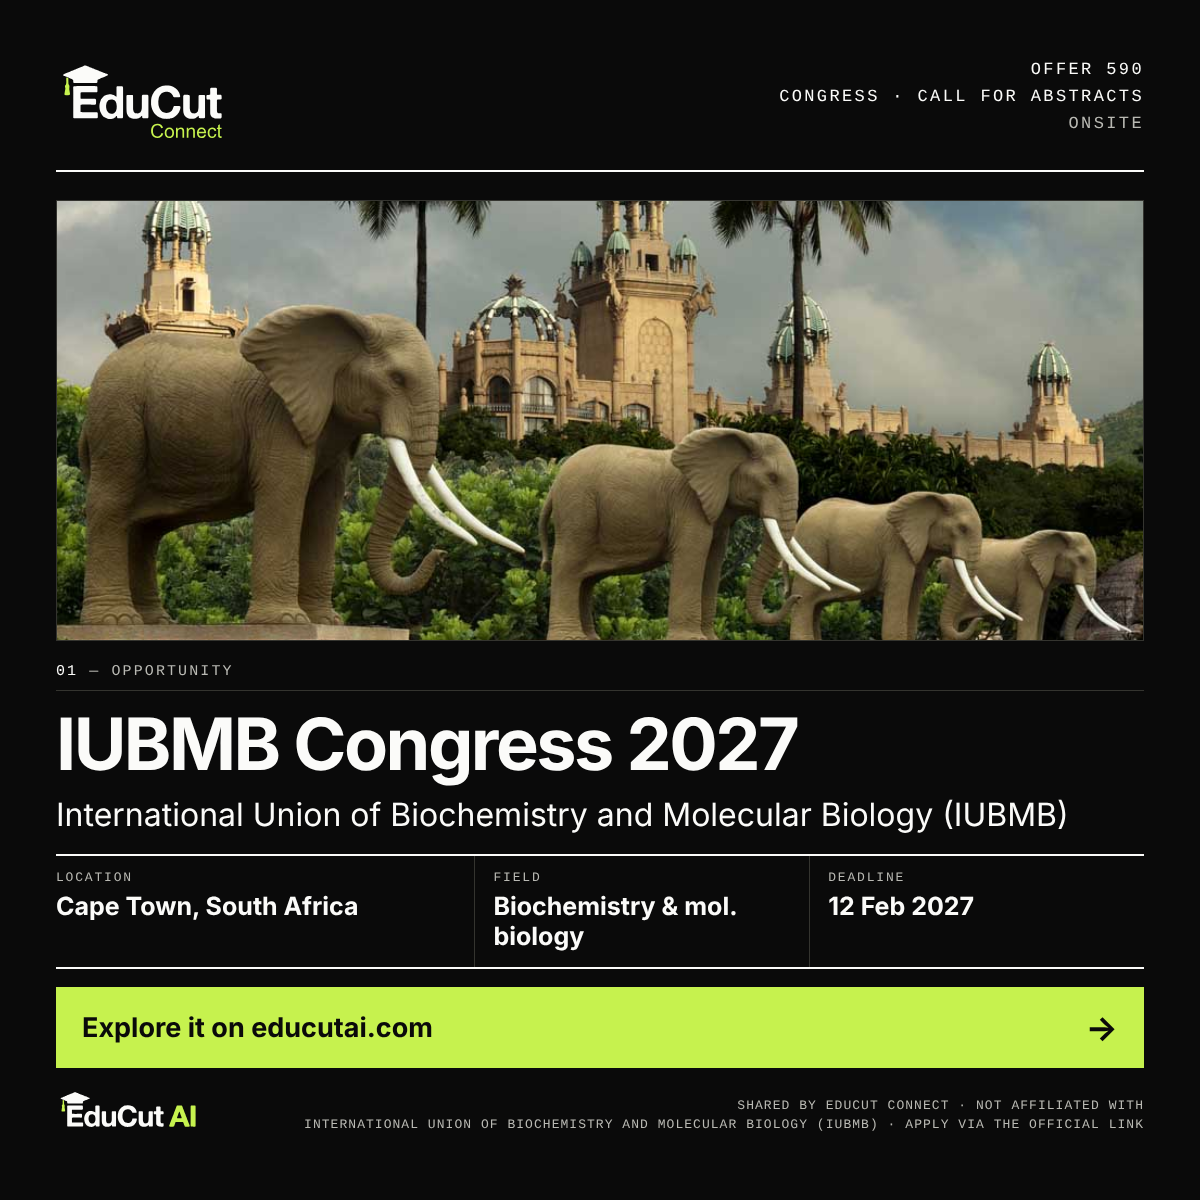 EduCut
Connect
OFFER 590
CONGRESS · CALL FOR ABSTRACTS
ONSITE
01 — OPPORTUNITY
IUBMB Congress 2027
International Union of Biochemistry and Molecular Biology (IUBMB)
LOCATION
Cape Town, South Africa
FIELD
Biochemistry & mol.
biology
DEADLINE
12 Feb 2027
Explore it on educutai.com →
EduCut AI
SHARED BY EDUCUT CONNECT · NOT AFFILIATED WITH
INTERNATIONAL UNION OF BIOCHEMISTRY AND MOLECULAR BIOLOGY (IUBMB) · APPLY VIA THE OFFICIAL LINK